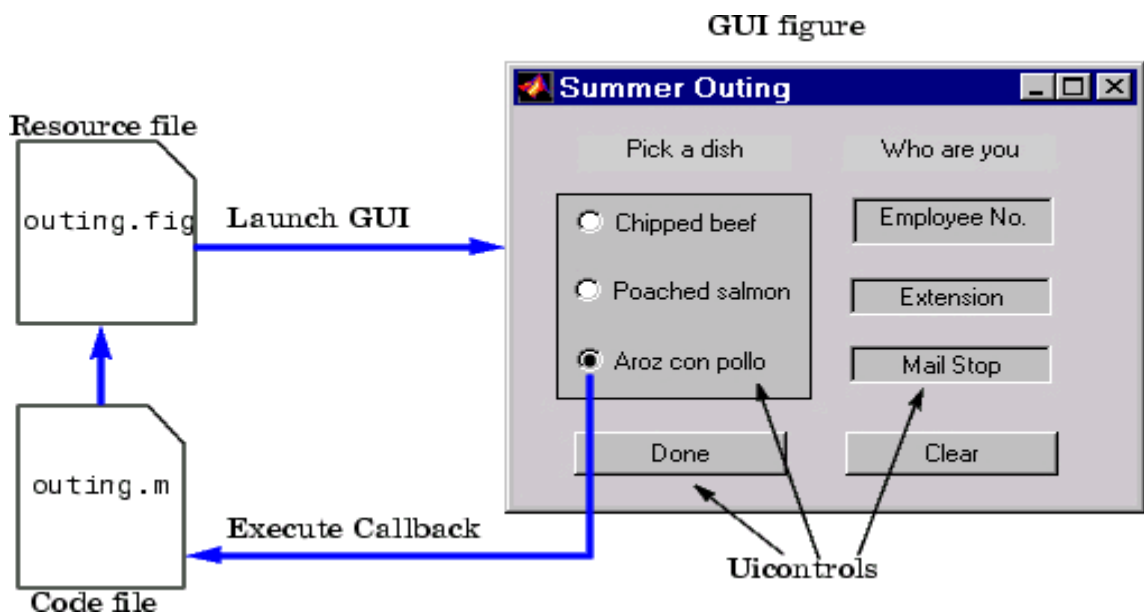 GUI figure
Summer Outing
Resource file
Pick a dish
Who are you
outing.fig
Launch GUI
Chipped beef
Employee No.
Poached salmon
Extension
Aroz con pollo
Mail Stop
outing.m
Done
Clear
Execute Callback
Uicontrols
Code file